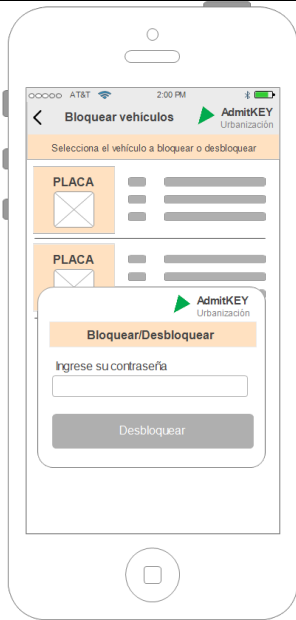 AT&T 2:00 PM
Bloquear vehículos
AdmitKEY
Urbanización
Selecciona el vehículo a bloquear o desbloquear
PLACA
PLACA
AdmitKEY
Urbanización
Bloquear/Desbloquear
Ingrese su contraseña
Desbloquear